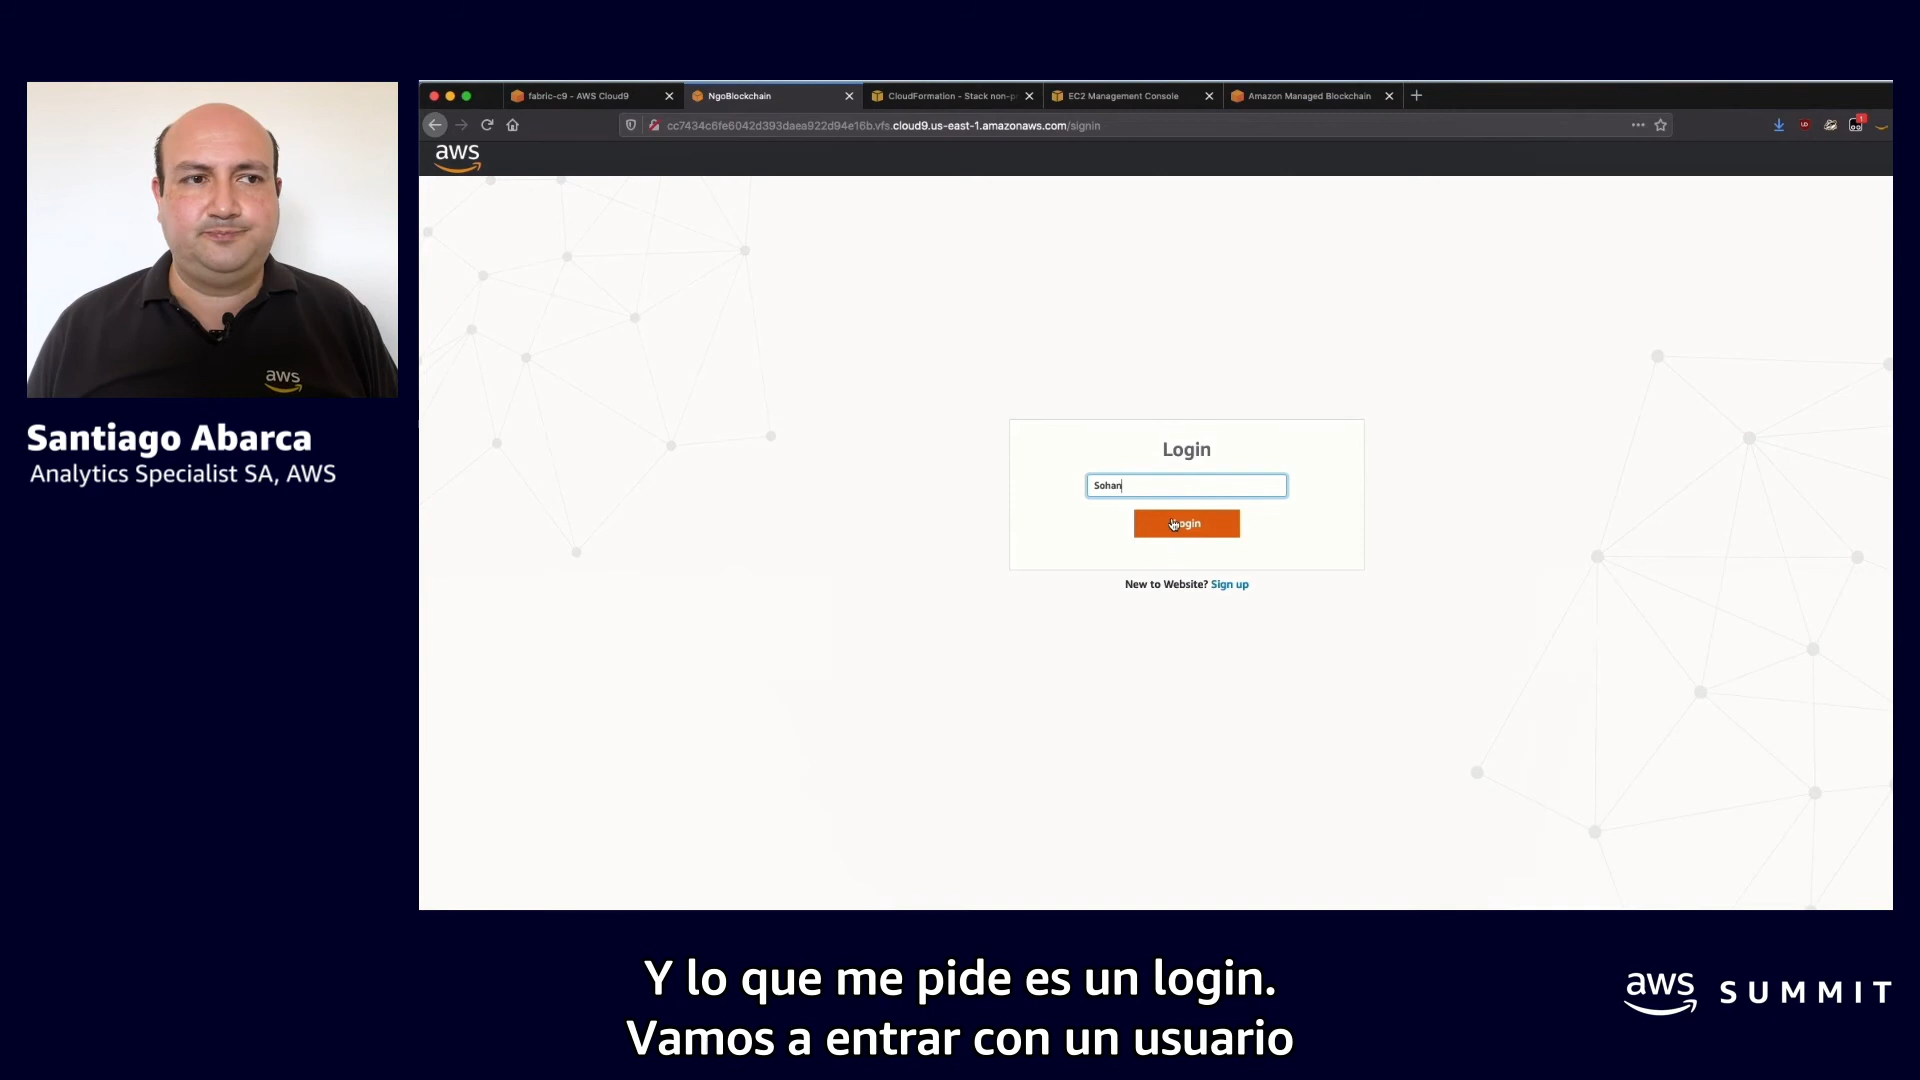 fabric-c9 - AWS Cloud9
NgoBlockchain
CloudFormation - Stack non-p
EC2 Management Console
Amazon Managed Blockchain
cc7434c6fe6042d393daea922d94e16b.vfs.cloud9.us-east-1.amazonaws.com/signin
aws
aws
Santiago Abarca
Analytics Specialist SA, AWS
Login
Sohan
Login
New to Website? Sign up
Y lo que me pide es un login.
Vamos a entrar con un usuario
aws SUMMIT